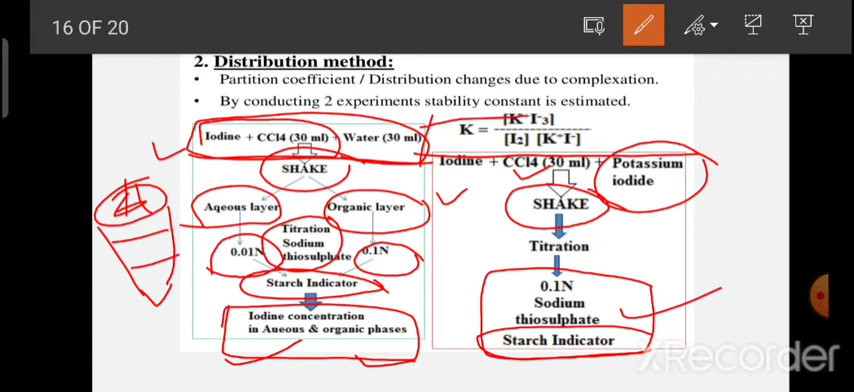 16 OF 20
2. Distribution method:
• Partition coefficient / Distribution changes due to complexation.
• By conducting 2 experiments stability constant is estimated.
K = [K⁺I⁻₃] / [I₂] [K⁺I⁻]
Iodine + CCl4 (30 ml) + Water (30 ml)
SHAKE
Aqeous layer
Organic layer
Titration
Sodium
thiosulphate
0.01N
0.1N
Starch Indicator
Iodine concentration
in Aueous & organic phases
Iodine + CCl4 (30 ml) + Potassium
iodide
SHAKE
Titration
0.1N
Sodium
thiosulphate
Starch Indicator
XRecorder